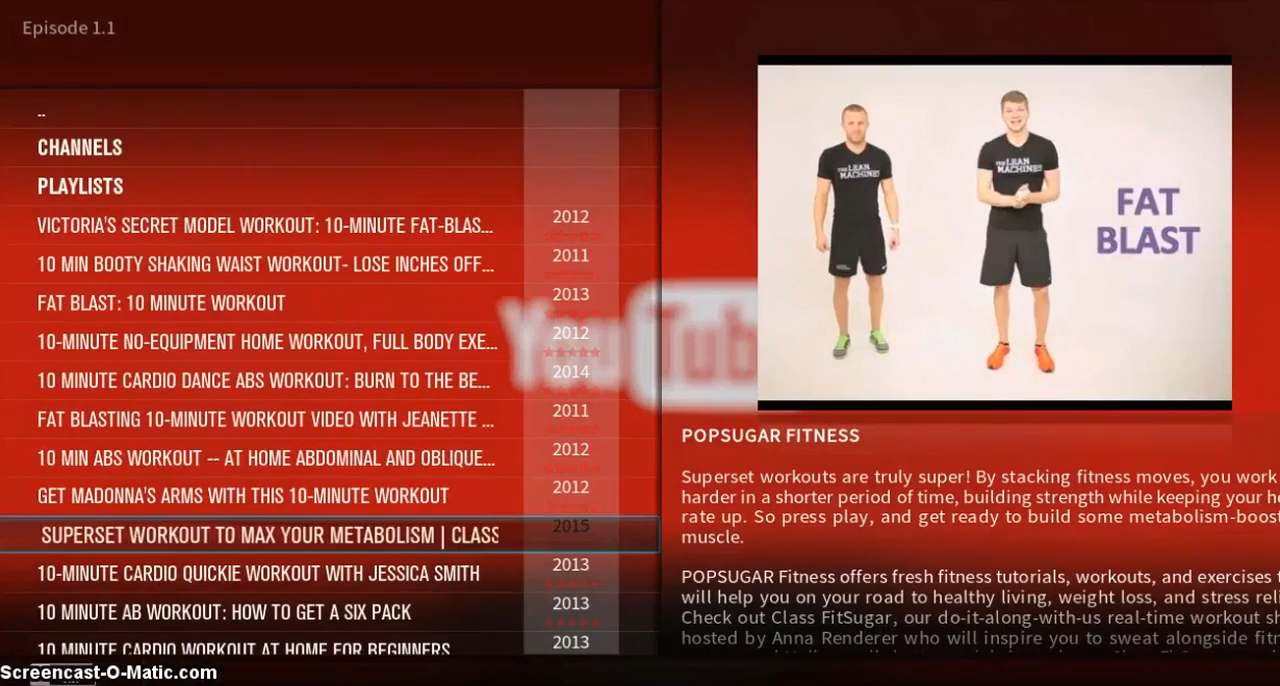 Episode 1.1
..
CHANNELS
PLAYLISTS
VICTORIA'S SECRET MODEL WORKOUT: 10-MINUTE FAT-BLAS... 2012
10 MIN BOOTY SHAKING WAIST WORKOUT- LOSE INCHES OFF... 2011
FAT BLAST: 10 MINUTE WORKOUT 2013
10-MINUTE NO-EQUIPMENT HOME WORKOUT, FULL BODY EXE... 2012
10 MINUTE CARDIO DANCE ABS WORKOUT: BURN TO THE BE... 2014
FAT BLASTING 10-MINUTE WORKOUT VIDEO WITH JEANETTE ... 2011
10 MIN ABS WORKOUT -- AT HOME ABDOMINAL AND OBLIQUE... 2012
GET MADONNA'S ARMS WITH THIS 10-MINUTE WORKOUT 2012
SUPERSET WORKOUT TO MAX YOUR METABOLISM | CLASS 2015
10-MINUTE CARDIO QUICKIE WORKOUT WITH JESSICA SMITH 2013
10 MINUTE AB WORKOUT: HOW TO GET A SIX PACK 2013
10 MINUTE CARDIO WORKOUT AT HOME FOR BEGINNERS 2013
YouTub
THE LEAN MACHINES
THE LEAN MACHINES
FAT
BLAST
POPSUGAR FITNESS
Superset workouts are truly super! By stacking fitness moves, you work
harder in a shorter period of time, building strength while keeping your he
rate up. So press play, and get ready to build some metabolism-boost
muscle.
POPSUGAR Fitness offers fresh fitness tutorials, workouts, and exercises
will help you on your road to healthy living, weight loss, and stress reli
Check out Class FitSugar, our do-it-along-with-us real-time workout sh
hosted by Anna Renderer who will inspire you to sweat alongside fitn
Screencast-O-Matic.com